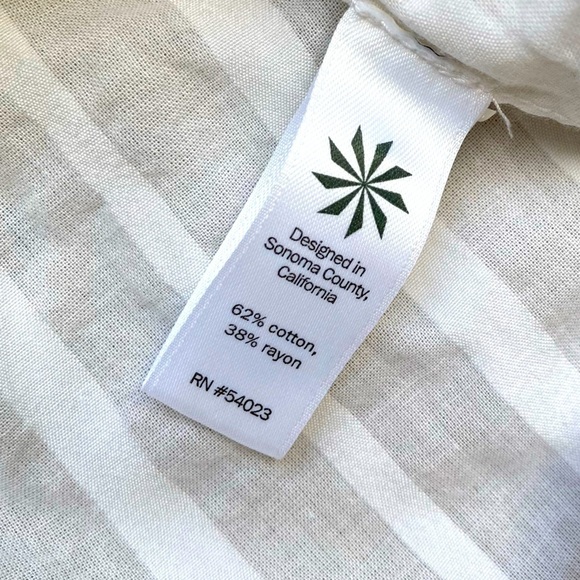 Designed in
Sonoma County,
California
62% cotton,
38% rayon
RN #54023